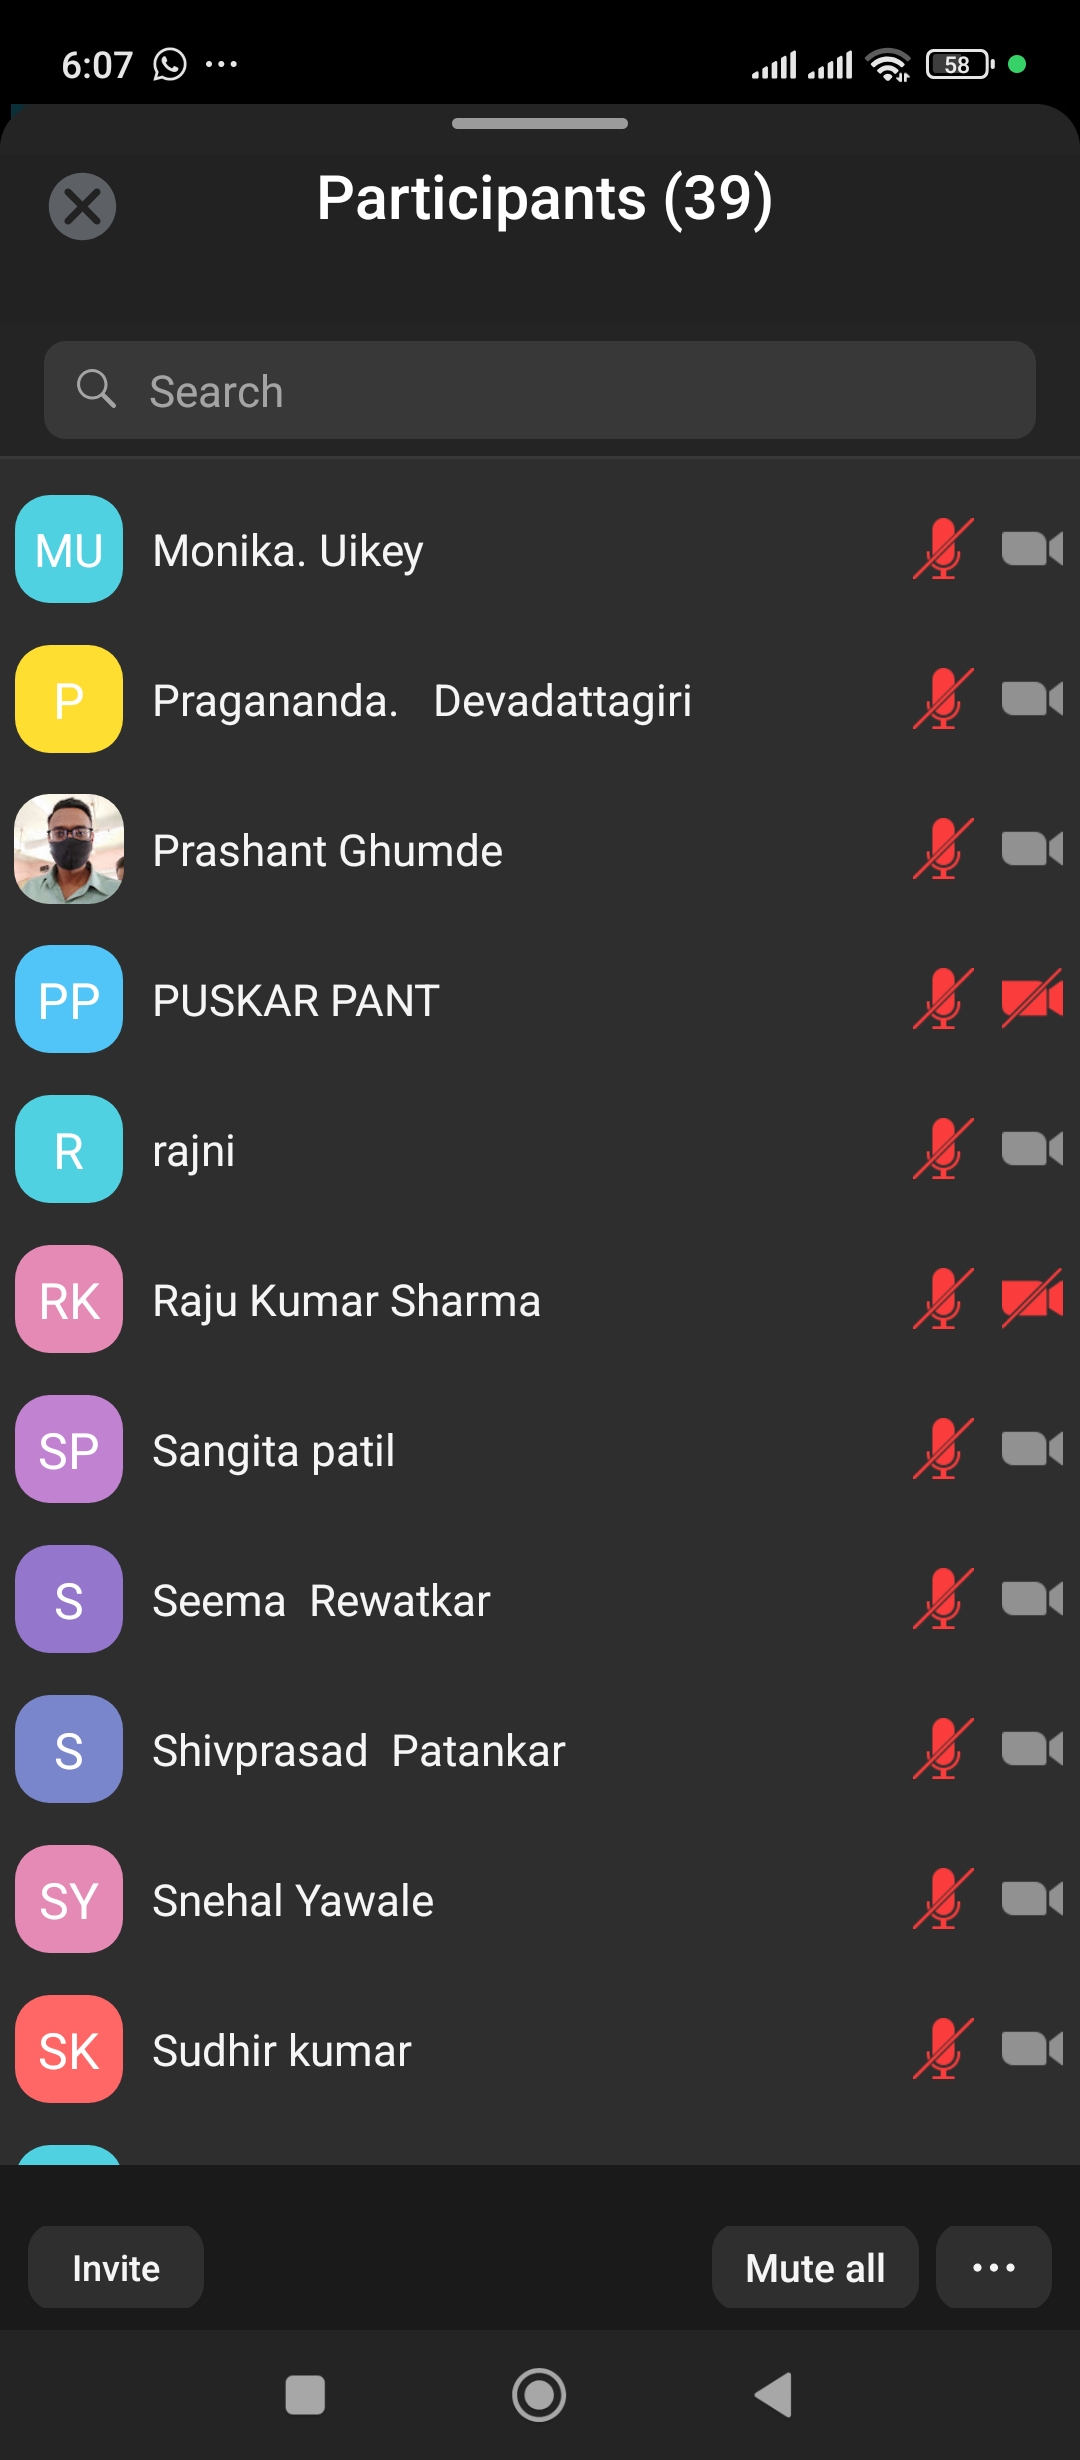 6:07 ... 58
Participants (39)
Search
MU Monika. Uikey
P Pragananda.   Devadattagiri
Prashant Ghumde
PP PUSKAR PANT
R rajni
RK Raju Kumar Sharma
SP Sangita patil
S Seema  Rewatkar
S Shivprasad  Patankar
SY Snehal Yawale
SK Sudhir kumar
Invite Mute all ...